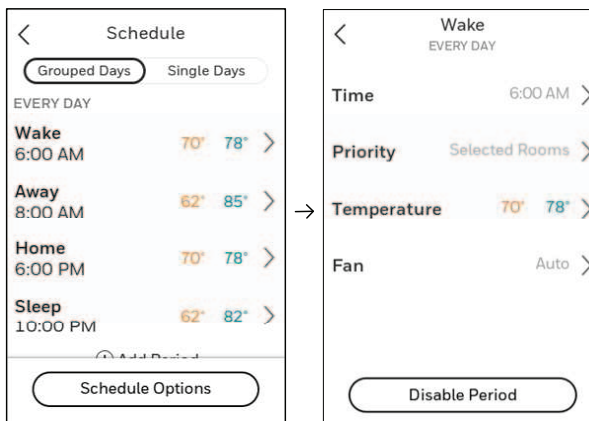 Schedule
Grouped Days Single Days
EVERY DAY
Wake
6:00 AM 70° 78°
Away
8:00 AM 62° 85°
Home
6:00 PM 70° 78°
Sleep
10:00 PM 62° 82°
Add Period
Schedule Options
Wake
EVERY DAY
Time 6:00 AM
Priority Selected Rooms
Temperature 70° 78°
Fan Auto
Disable Period